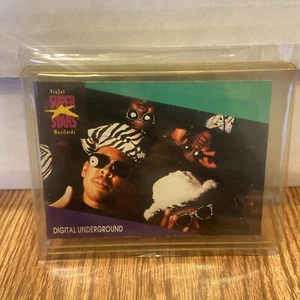 ProSet
SUPER
STARS
MusiCards
DIGITAL UNDERGROUND